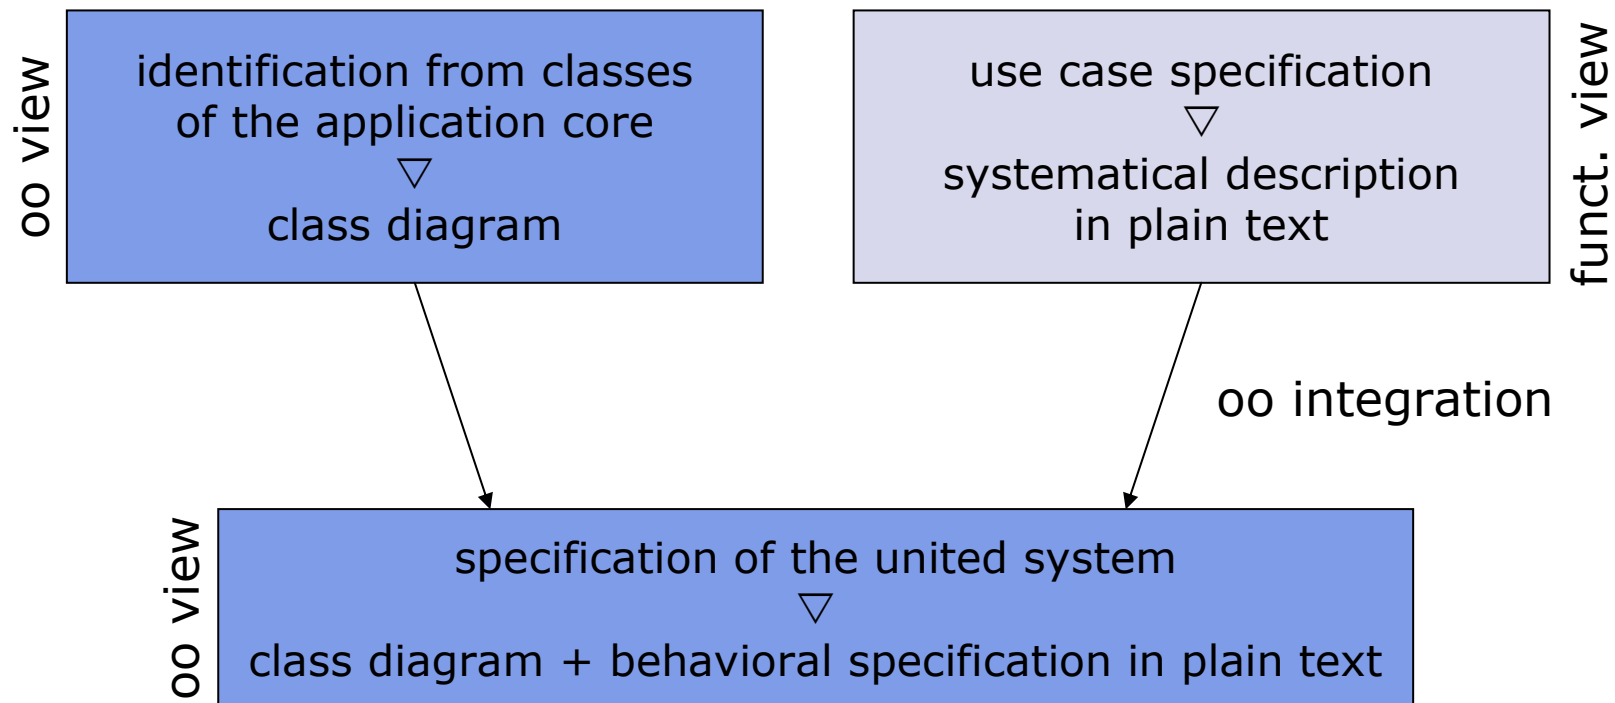 oo view
identification from classes
of the application core
▽
class diagram
use case specification
▽
systematical description
in plain text
funct. view
oo integration
oo view
specification of the united system
▽
class diagram + behavioral specification in plain text